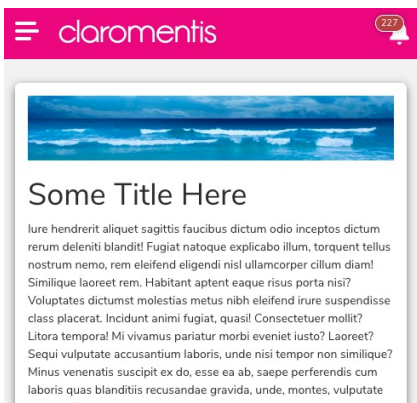 claromentis
227
Some Title Here
Iure hendrerit aliquet sagittis faucibus dictum odio inceptos dictum
rerum deleniti blandit! Fugiat natoque explicabo illum, torquent tellus
nostrum nemo, rem eleifend eligendi nisl ullamcorper cillum diam!
Similique laoreet rem. Habitant aptent eaque risus porta nisi?
Voluptates dictumst molestias metus nibh eleifend irure suspendisse
class placerat. Incidunt animi fugiat, quasi! Consectetuer mollit?
Litora tempora! Mi vivamus pariatur morbi eveniet iusto? Laoreet?
Sequi vulputate accusantium laboris, unde nisi tempor non similique?
Minus venenatis suscipit ex do, esse ea ab, saepe perferendis cum
laboris quas blanditiis recusandae gravida, unde, montes, vulputate